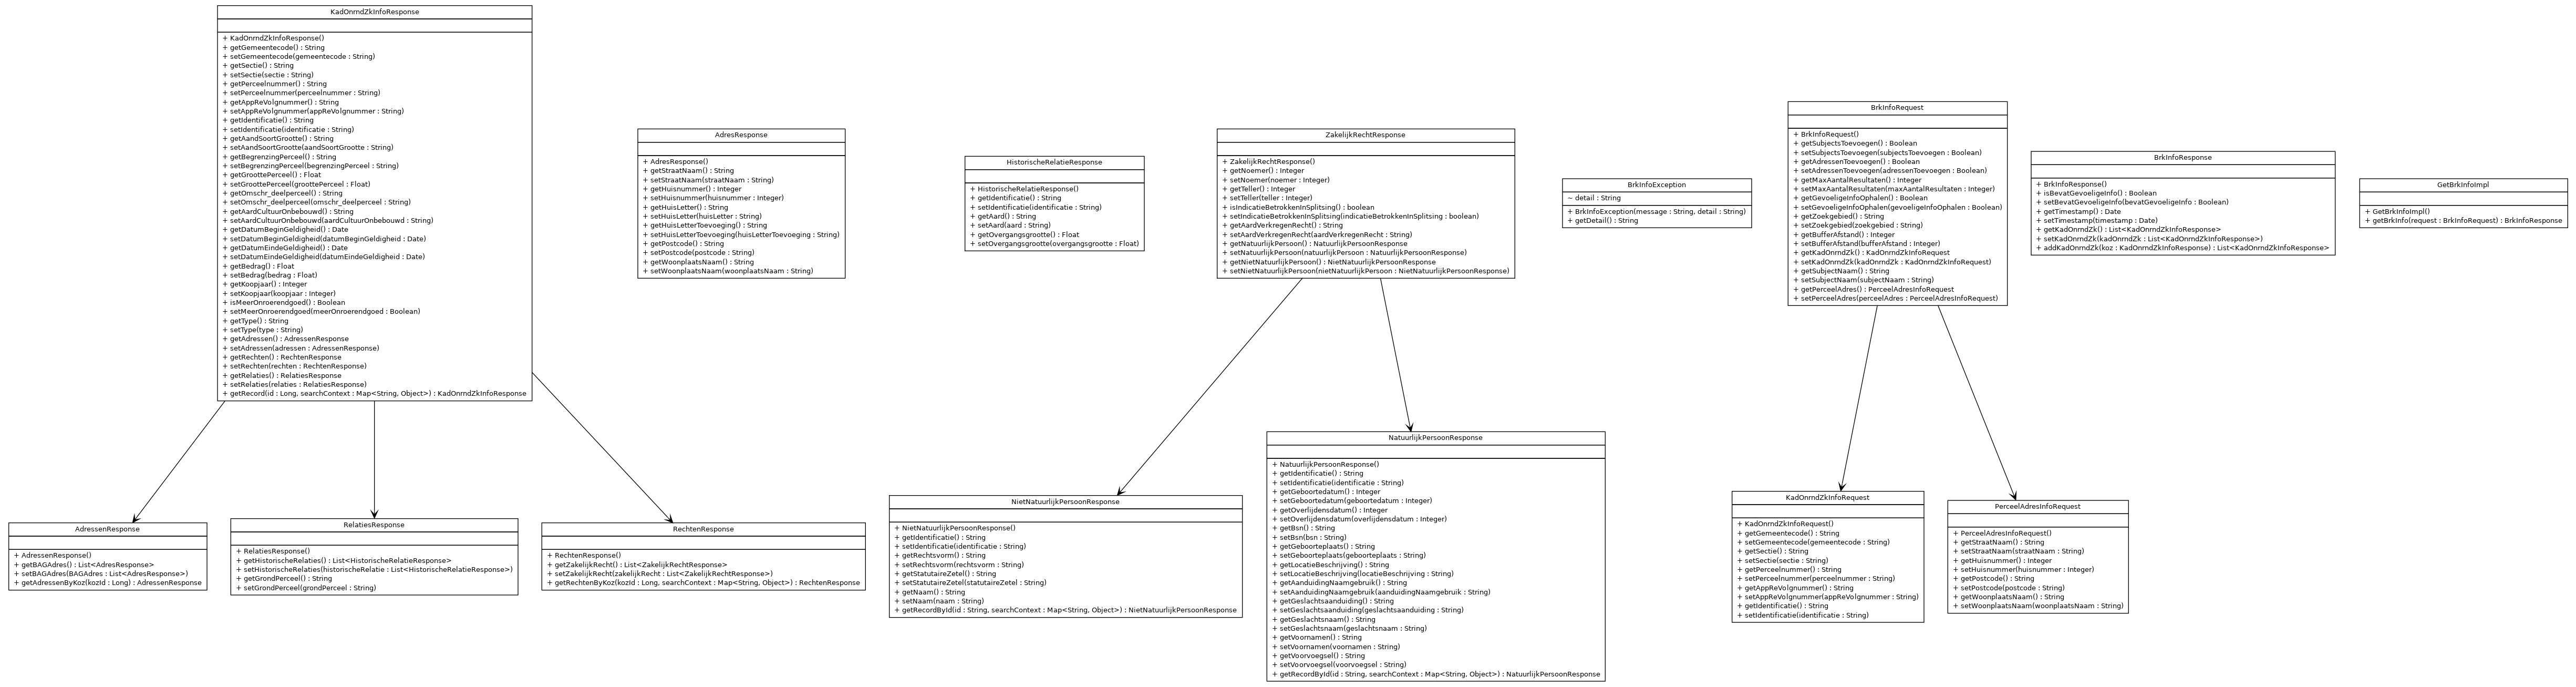 KadOnrndZkInfoResponse
+ KadOnrndZkInfoResponse()
+ getGemeentecode() : String
+ setGemeentecode(gemeentecode : String)
+ getSectie() : String
+ setSectie(sectie : String)
+ getPerceelnummer() : String
+ setPerceelnummer(perceelnummer : String)
+ getAppReVolgnummer() : String
+ setAppReVolgnummer(appReVolgnummer : String)
+ getIdentificatie() : String
+ setIdentificatie(identificatie : String)
+ getAandSoortGrootte() : String
+ setAandSoortGrootte(aandSoortGrootte : String)
+ getBegrenzingPerceel() : String
+ setBegrenzingPerceel(begrenzingPerceel : String)
+ getGroottePerceel() : Float
+ setGroottePerceel(groottePerceel : Float)
+ getOmschr_deelperceel() : String
+ setOmschr_deelperceel(omschr_deelperceel : String)
+ getAardCultuurOnbebouwd() : String
+ setAardCultuurOnbebouwd(aardCultuurOnbebouwd : String)
+ getDatumBeginGeldigheid() : Date
+ setDatumBeginGeldigheid(datumBeginGeldigheid : Date)
+ getDatumEindeGeldigheid() : Date
+ setDatumEindeGeldigheid(datumEindeGeldigheid : Date)
+ getBedrag() : Float
+ setBedrag(bedrag : Float)
+ getKoopjaar() : Integer
+ setKoopjaar(koopjaar : Integer)
+ isMeerOnroerendgoed() : Boolean
+ setMeerOnroerendgoed(meerOnroerendgoed : Boolean)
+ getType() : String
+ setType(type : String)
+ getAdressen() : AdressenResponse
+ setAdressen(adressen : AdressenResponse)
+ getRechten() : RechtenResponse
+ setRechten(rechten : RechtenResponse)
+ getRelaties() : RelatiesResponse
+ setRelaties(relaties : RelatiesResponse)
+ getRecord(id : Long, searchContext : Map<String, Object>) : KadOnrndZkInfoResponse
AdresResponse
+ AdresResponse()
+ getStraatNaam() : String
+ setStraatNaam(straatNaam : String)
+ getHuisnummer() : Integer
+ setHuisnummer(huisnummer : Integer)
+ getHuisLetter() : String
+ setHuisLetter(huisLetter : String)
+ getHuisLetterToevoeging() : String
+ setHuisLetterToevoeging(huisLetterToevoeging : String)
+ getPostcode() : String
+ setPostcode(postcode : String)
+ getWoonplaatsNaam() : String
+ setWoonplaatsNaam(woonplaatsNaam : String)
HistorischeRelatieResponse
+ HistorischeRelatieResponse()
+ getIdentificatie() : String
+ setIdentificatie(identificatie : String)
+ getAard() : String
+ setAard(aard : String)
+ getOvergangsgrootte() : Float
+ setOvergangsgrootte(overgangsgrootte : Float)
ZakelijkRechtResponse
+ ZakelijkRechtResponse()
+ getNoemer() : Integer
+ setNoemer(noemer : Integer)
+ getTeller() : Integer
+ setTeller(teller : Integer)
+ isIndicatieBetrokkenInSplitsing() : boolean
+ setIndicatieBetrokkenInSplitsing(indicatieBetrokkenInSplitsing : boolean)
+ getAardVerkregenRecht() : String
+ setAardVerkregenRecht(aardVerkregenRecht : String)
+ getNatuurlijkPersoon() : NatuurlijkPersoonResponse
+ setNatuurlijkPersoon(natuurlijkPersoon : NatuurlijkPersoonResponse)
+ getNietNatuurlijkPersoon() : NietNatuurlijkPersoonResponse
+ setNietNatuurlijkPersoon(nietNatuurlijkPersoon : NietNatuurlijkPersoonResponse)
BrkInfoException
~ detail : String
+ BrkInfoException(message : String, detail : String)
+ getDetail() : String
BrkInfoRequest
+ BrkInfoRequest()
+ getSubjectsToevoegen() : Boolean
+ setSubjectsToevoegen(subjectsToevoegen : Boolean)
+ getAdressenToevoegen() : Boolean
+ setAdressenToevoegen(adressenToevoegen : Boolean)
+ getMaxAantalResultaten() : Integer
+ setMaxAantalResultaten(maxAantalResultaten : Integer)
+ getGevoeligeInfoOphalen() : Boolean
+ setGevoeligeInfoOphalen(gevoeligeInfoOphalen : Boolean)
+ getZoekgebied() : String
+ setZoekgebied(zoekgebied : String)
+ getBufferAfstand() : Integer
+ setBufferAfstand(bufferAfstand : Integer)
+ getKadOnrndZk() : KadOnrndZkInfoRequest
+ setKadOnrndZk(kadOnrndZk : KadOnrndZkInfoRequest)
+ getSubjectNaam() : String
+ setSubjectNaam(subjectNaam : String)
+ getPerceelAdres() : PerceelAdresInfoRequest
+ setPerceelAdres(perceelAdres : PerceelAdresInfoRequest)
BrkInfoResponse
+ BrkInfoResponse()
+ isBevatGevoeligeInfo() : Boolean
+ setBevatGevoeligeInfo(bevatGevoeligeInfo : Boolean)
+ getTimestamp() : Date
+ setTimestamp(timestamp : Date)
+ getKadOnrndZk() : List<KadOnrndZkInfoResponse>
+ setKadOnrndZk(kadOnrndZk : List<KadOnrndZkInfoResponse>)
+ addKadOnrndZk(koz : KadOnrndZkInfoResponse) : List<KadOnrndZkInfoResponse>
GetBrkInfoImpl
+ GetBrkInfoImpl()
+ getBrkInfo(request : BrkInfoRequest) : BrkInfoResponse
AdressenResponse
+ AdressenResponse()
+ getBAGAdres() : List<AdresResponse>
+ setBAGAdres(BAGAdres : List<AdresResponse>)
+ getAdressenByKoz(kozId : Long) : AdressenResponse
RelatiesResponse
+ RelatiesResponse()
+ getHistorischeRelaties() : List<HistorischeRelatieResponse>
+ setHistorischeRelaties(historischeRelatie : List<HistorischeRelatieResponse>)
+ getGrondPerceel() : String
+ setGrondPerceel(grondPerceel : String)
RechtenResponse
+ RechtenResponse()
+ getZakelijkRecht() : List<ZakelijkRechtResponse>
+ setZakelijkRecht(zakelijkRecht : List<ZakelijkRechtResponse>)
+ getRechtenByKoz(kozId : Long, searchContext : Map<String, Object>) : RechtenResponse
NietNatuurlijkPersoonResponse
+ NietNatuurlijkPersoonResponse()
+ getIdentificatie() : String
+ setIdentificatie(identificatie : String)
+ getRechtsvorm() : String
+ setRechtsvorm(rechtsvorm : String)
+ getStatutaireZetel() : String
+ setStatutaireZetel(statutaireZetel : String)
+ getNaam() : String
+ setNaam(naam : String)
+ getRecordById(id : String, searchContext : Map<String, Object>) : NietNatuurlijkPersoonResponse
NatuurlijkPersoonResponse
+ NatuurlijkPersoonResponse()
+ getIdentificatie() : String
+ setIdentificatie(identificatie : String)
+ getGeboortedatum() : Integer
+ setGeboortedatum(geboortedatum : Integer)
+ getOverlijdensdatum() : Integer
+ setOverlijdensdatum(overlijdensdatum : Integer)
+ getBsn() : String
+ setBsn(bsn : String)
+ getGeboorteplaats() : String
+ setGeboorteplaats(geboorteplaats : String)
+ getLocatieBeschrijving() : String
+ setLocatieBeschrijving(locatieBeschrijving : String)
+ getAanduidingNaamgebruik() : String
+ setAanduidingNaamgebruik(aanduidingNaamgebruik : String)
+ getGeslachtsaanduiding() : String
+ setGeslachtsaanduiding(geslachtsaanduiding : String)
+ getGeslachtsnaam() : String
+ setGeslachtsnaam(geslachtsnaam : String)
+ getVoornamen() : String
+ setVoornamen(voornamen : String)
+ getVoorvoegsel() : String
+ setVoorvoegsel(voorvoegsel : String)
+ getRecordById(id : String, searchContext : Map<String, Object>) : NatuurlijkPersoonResponse
KadOnrndZkInfoRequest
+ KadOnrndZkInfoRequest()
+ getGemeentecode() : String
+ setGemeentecode(gemeentecode : String)
+ getSectie() : String
+ setSectie(sectie : String)
+ getPerceelnummer() : String
+ setPerceelnummer(perceelnummer : String)
+ getAppReVolgnummer() : String
+ setAppReVolgnummer(appReVolgnummer : String)
+ getIdentificatie() : String
+ setIdentificatie(identificatie : String)
PerceelAdresInfoRequest
+ PerceelAdresInfoRequest()
+ getStraatNaam() : String
+ setStraatNaam(straatNaam : String)
+ getHuisnummer() : Integer
+ setHuisnummer(huisnummer : Integer)
+ getPostcode() : String
+ setPostcode(postcode : String)
+ getWoonplaatsNaam() : String
+ setWoonplaatsNaam(woonplaatsNaam : String)